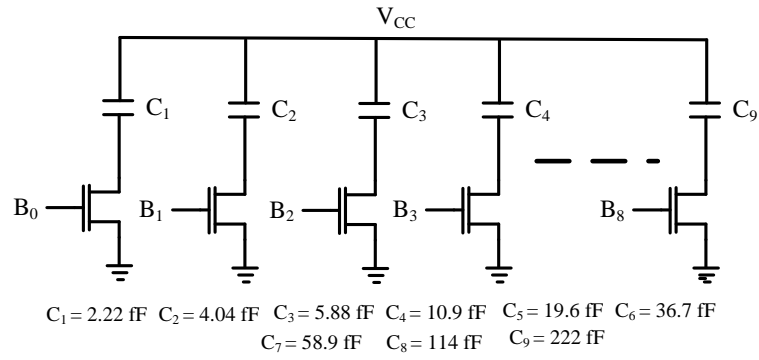 V_CC
C₁ C₂ C₃ C₄ C₉
B₀ B₁ B₂ B₃ B₈
C₁ = 2.22 fF C₂ = 4.04 fF C₃ = 5.88 fF C₄ = 10.9 fF C₅ = 19.6 fF C₆ = 36.7 fF
C₇ = 58.9 fF C₈ = 114 fF C₉ = 222 fF